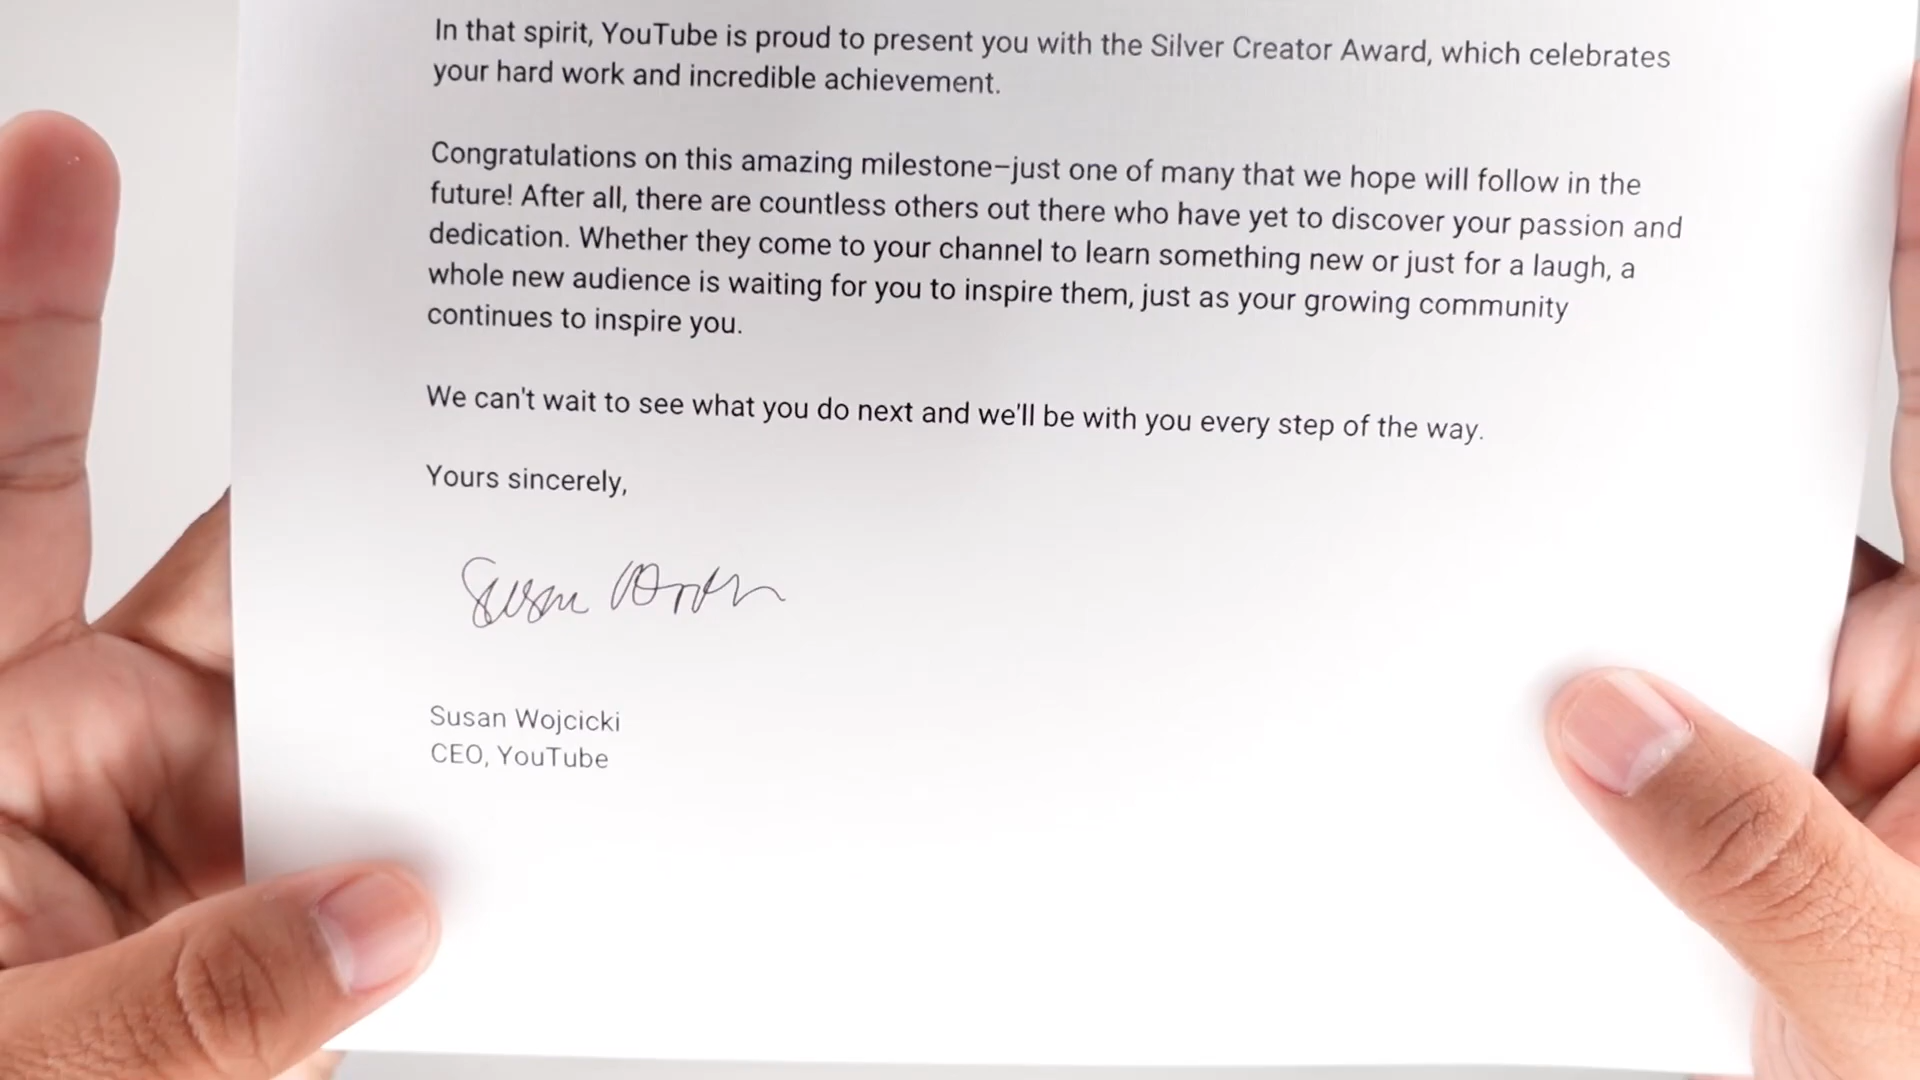 In that spirit, YouTube is proud to present you with the Silver Creator Award, which celebrates
your hard work and incredible achievement.
Congratulations on this amazing milestone–just one of many that we hope will follow in the
future! After all, there are countless others out there who have yet to discover your passion and
dedication. Whether they come to your channel to learn something new or just for a laugh, a
whole new audience is waiting for you to inspire them, just as your growing community
continues to inspire you.
We can't wait to see what you do next and we'll be with you every step of the way.
Yours sincerely,
Susan
Susan Wojcicki
CEO, YouTube